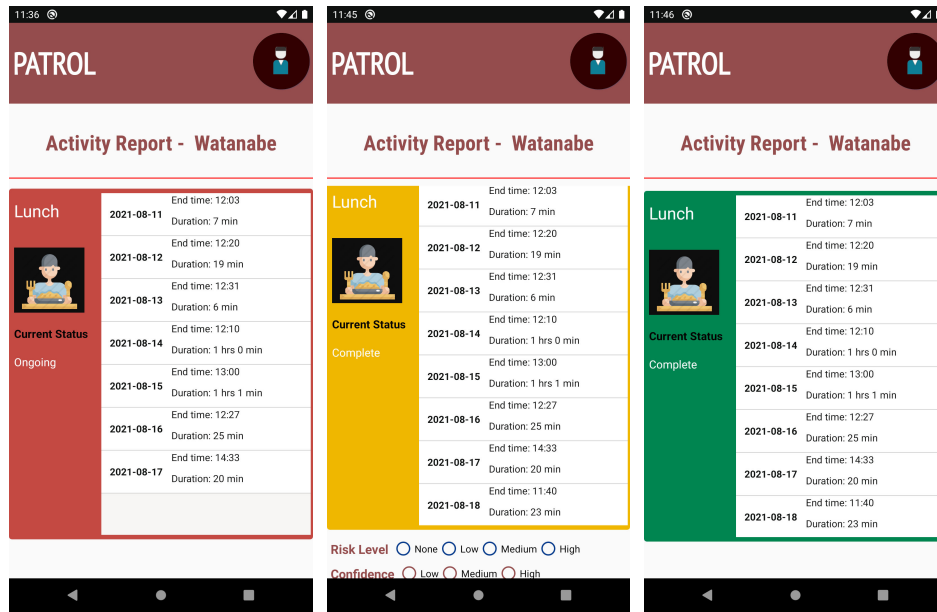 11:36
PATROL
Activity Report - Watanabe
Lunch
Current Status
Ongoing
End time: 12:03
2021-08-11
Duration: 7 min
End time: 12:20
2021-08-12
Duration: 19 min
End time: 12:31
2021-08-13
Duration: 6 min
End time: 12:10
2021-08-14
Duration: 1 hrs 0 min
End time: 13:00
2021-08-15
Duration: 1 hrs 1 min
End time: 12:27
2021-08-16
Duration: 25 min
End time: 14:33
2021-08-17
Duration: 20 min
11:45
PATROL
Activity Report - Watanabe
Lunch
Current Status
Complete
End time: 12:03
2021-08-11
Duration: 7 min
End time: 12:20
2021-08-12
Duration: 19 min
End time: 12:31
2021-08-13
Duration: 6 min
End time: 12:10
2021-08-14
Duration: 1 hrs 0 min
End time: 13:00
2021-08-15
Duration: 1 hrs 1 min
End time: 12:27
2021-08-16
Duration: 25 min
End time: 14:33
2021-08-17
Duration: 20 min
End time: 11:40
2021-08-18
Duration: 23 min
Risk Level None Low Medium High
Confidence Low Medium High
11:46
PATROL
Activity Report - Watanabe
Lunch
Current Status
Complete
End time: 12:03
2021-08-11
Duration: 7 min
End time: 12:20
2021-08-12
Duration: 19 min
End time: 12:31
2021-08-13
Duration: 6 min
End time: 12:10
2021-08-14
Duration: 1 hrs 0 min
End time: 13:00
2021-08-15
Duration: 1 hrs 1 min
End time: 12:27
2021-08-16
Duration: 25 min
End time: 14:33
2021-08-17
Duration: 20 min
End time: 11:40
2021-08-18
Duration: 23 min